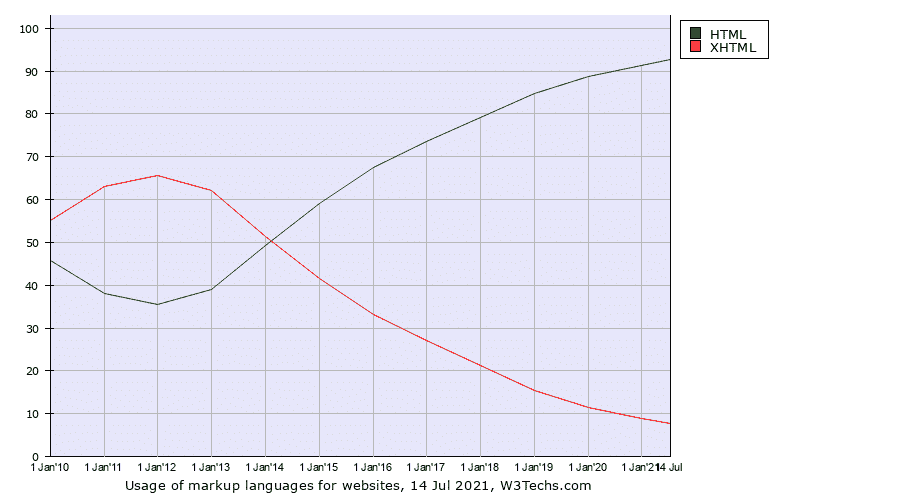 HTML
XHTML
100
90
80
70
60
50
40
30
20
10
0
1 Jan'10 1 Jan'11 1 Jan'12 1 Jan'13 1 Jan'14 1 Jan'15 1 Jan'16 1 Jan'17 1 Jan'18 1 Jan'19 1 Jan'20 1 Jan'21 14 Jul
Usage of markup languages for websites, 14 Jul 2021, W3Techs.com